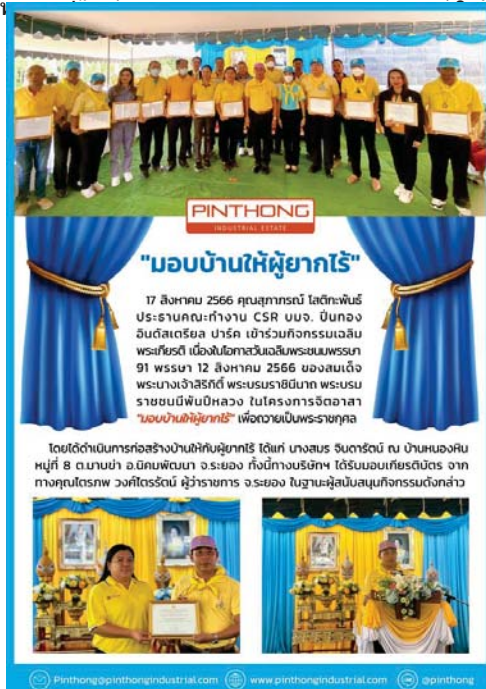 PINTHONG
INDUSTRIAL ESTATE
"มอบบ้านให้ผู้ยากไร้"
17 สิงหาคม 2566 คุณสุภาภรณ์ โสติทะพันธ์
ประธานคณะทำงาน CSR บมจ. ปิ่นทอง
อินดัสเตรียล ปาร์ค เข้าร่วมกิจกรรมเฉลิม
พระเกียรติ เนื่องในโอกาสวันเฉลิมพระชนมพรรษา
91 พรรษา 12 สิงหาคม 2566 ของสมเด็จ
พระนางเจ้าสิริกิติ์ พระบรมราชินีนาถ พระบรม
ราชชนนีพันปีหลวง ในโครงการจิตอาสา
"มอบบ้านให้ผู้ยากไร้" เพื่อถวายเป็นพระราชกุศล
โดยได้ดำเนินการก่อสร้างบ้านให้กับผู้ยากไร้ ได้แก่ นางสมร จินดารัตน์ ณ บ้านหนองหิน
หมู่ที่ 8 ต.มาบข่า อ.นิคมพัฒนา จ.ระยอง ทั้งนี้ทางบริษัทฯ ได้รับมอบเกียรติบัตร จาก
ทางคุณไตรภพ วงศ์ไตรรัตน์ ผู้ว่าราชการ จ.ระยอง ในฐานะผู้สนับสนุนกิจกรรมดังกล่าว
Pinthong@pinthongindustrial.com www.pinthongindustrial.com @pinthong